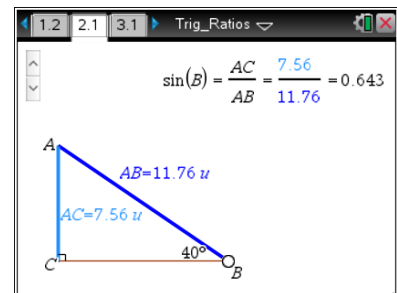 1.2 2.1 3.1 Trig_Ratios
sin(B) = AC/AB = 7.56/11.76 = 0.643
A
AB=11.76 u
AC=7.56 u
40°
C
B